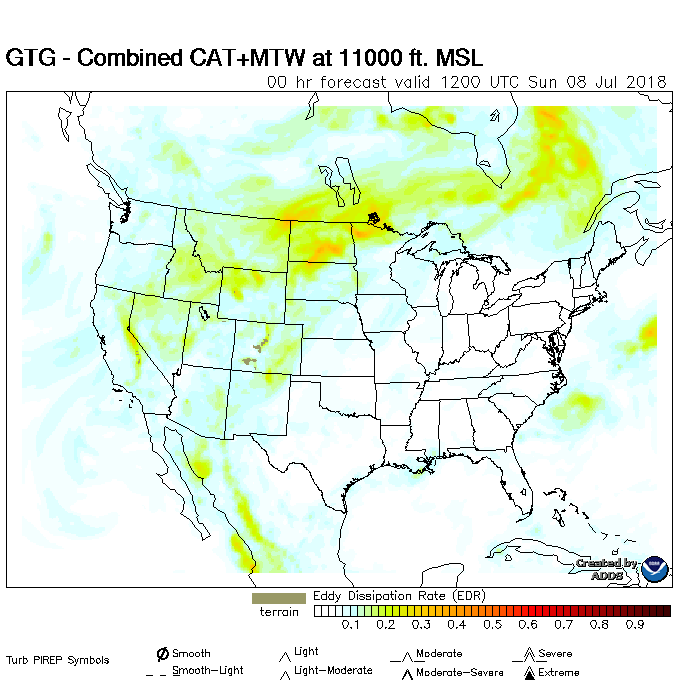 GTG - Combined CAT+MTW at 11000 ft. MSL
00 hr forecast valid 1200 UTC Sun 08 Jul 2018
Created by
ADDS
NOAA
terrain
Eddy Dissipation Rate (EDR)
0.1 0.2 0.3 0.4 0.5 0.6 0.7 0.8 0.9
Turb PIREP Symbols
Smooth Light Moderate Severe
Smooth-Light Light-Moderate Moderate-Severe Extreme